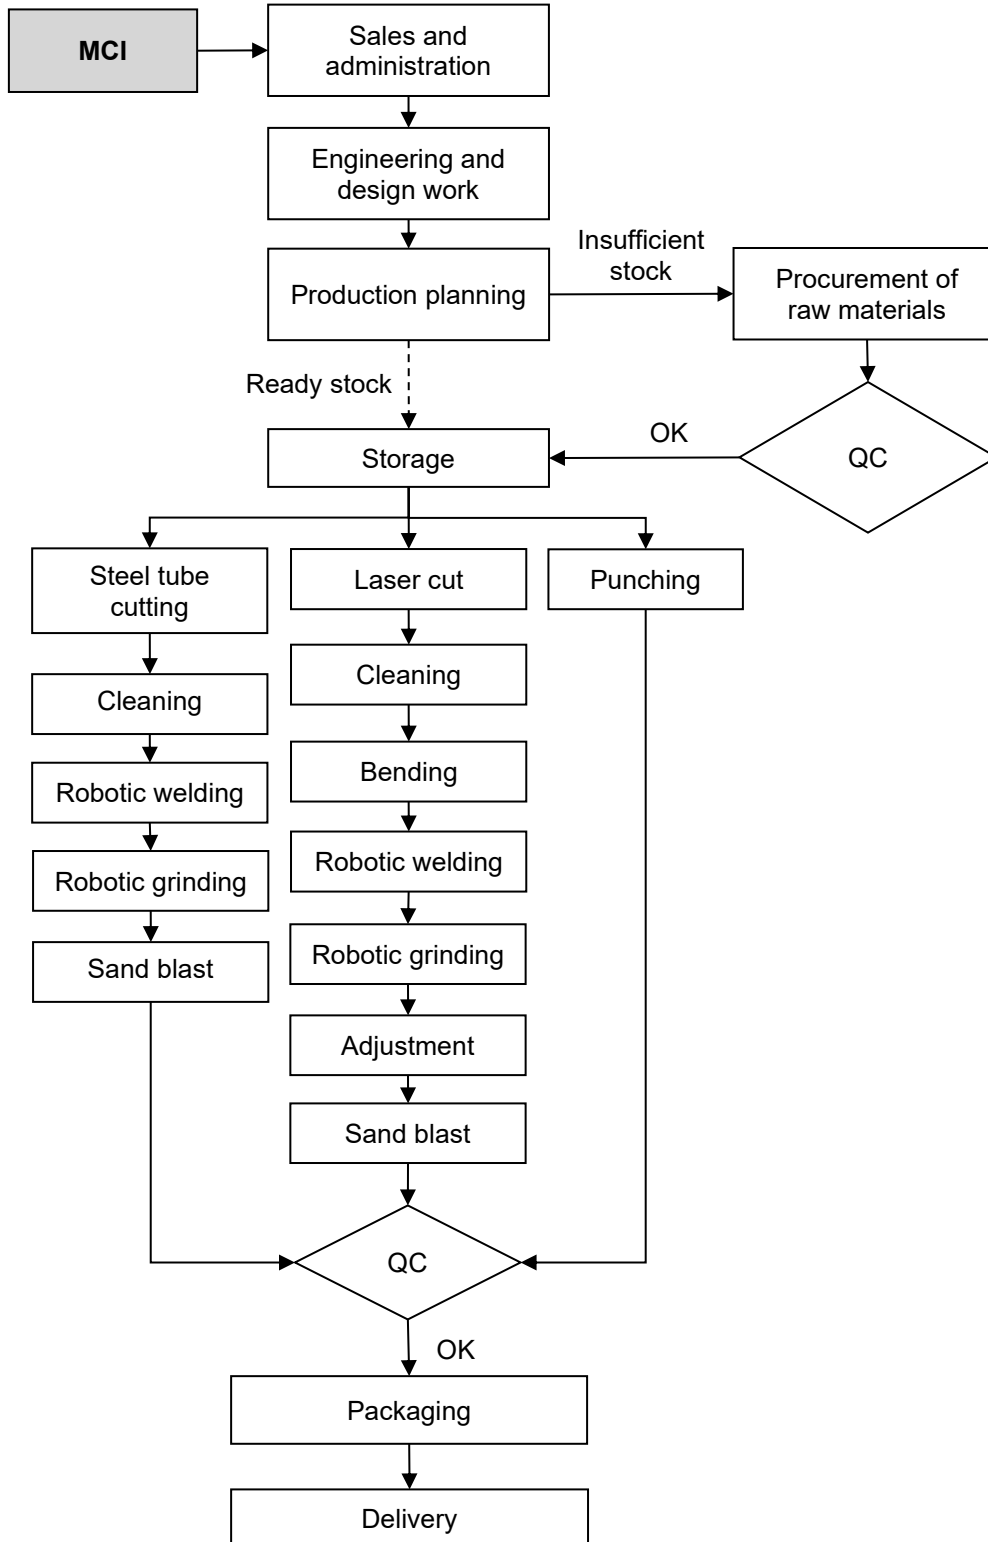 MCI
Sales and
administration
Engineering and
design work
Production planning
Insufficient
stock
Procurement of
raw materials
Ready stock
Storage
OK
QC
Steel tube
cutting
Laser cut
Punching
Cleaning
Cleaning
Robotic welding
Bending
Robotic grinding
Robotic welding
Sand blast
Robotic grinding
Adjustment
Sand blast
QC
OK
Packaging
Delivery